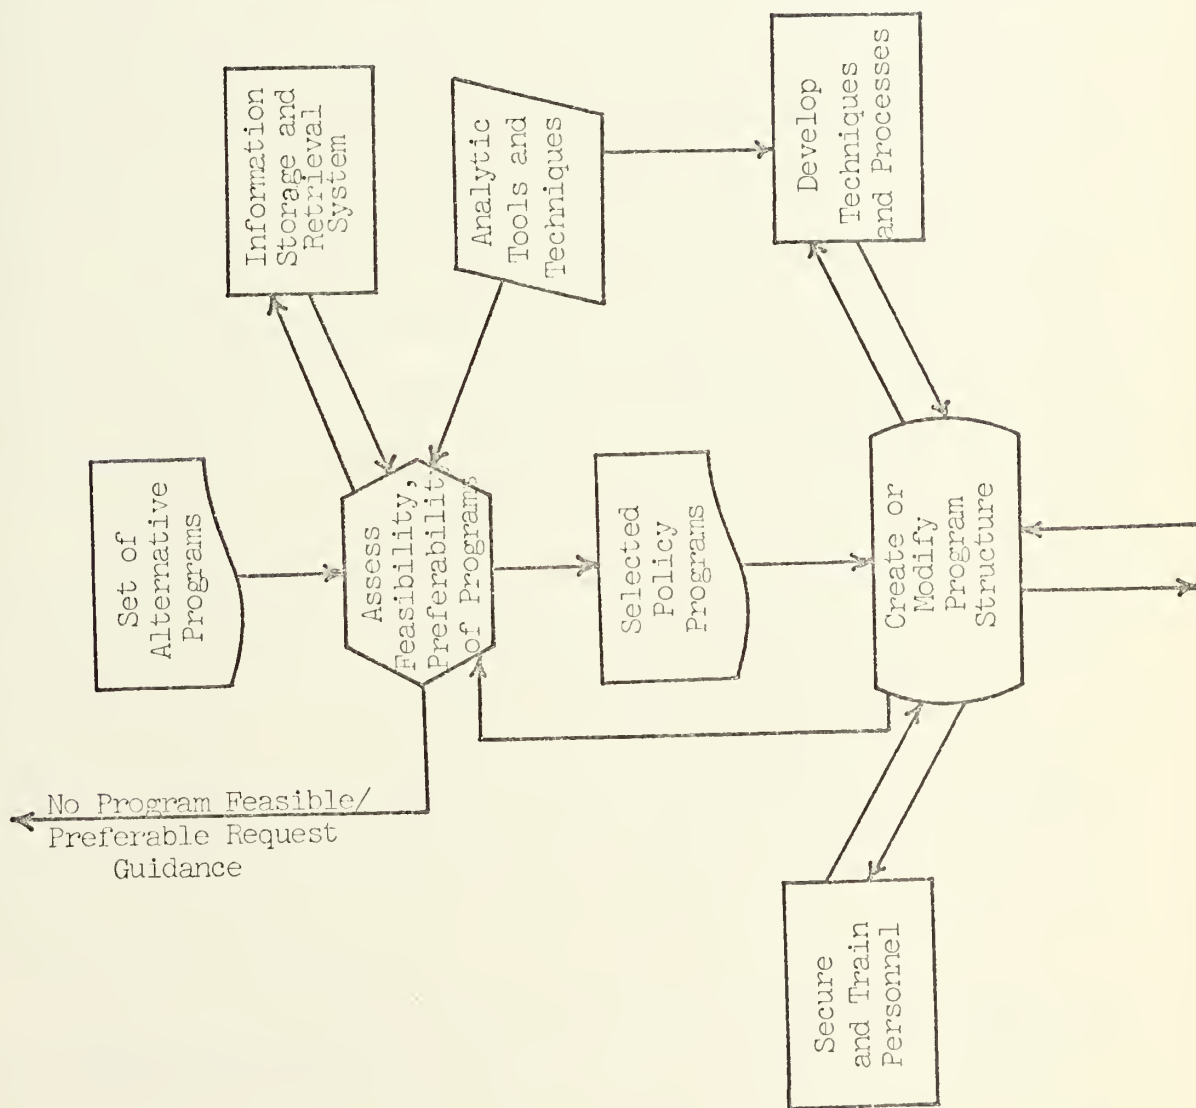 Set of
Alternative
Programs
Information
Storage and
Retrieval
System
Assess
Feasibility,
Preferability
of Programs
Analytic
Tools and
Techniques
No Program Feasible/
Preferable Request
Guidance
Selected
Policy
Programs
Develop
Techniques
and Processes
Create or
Modify
Program
Structure
Secure
and Train
Personnel